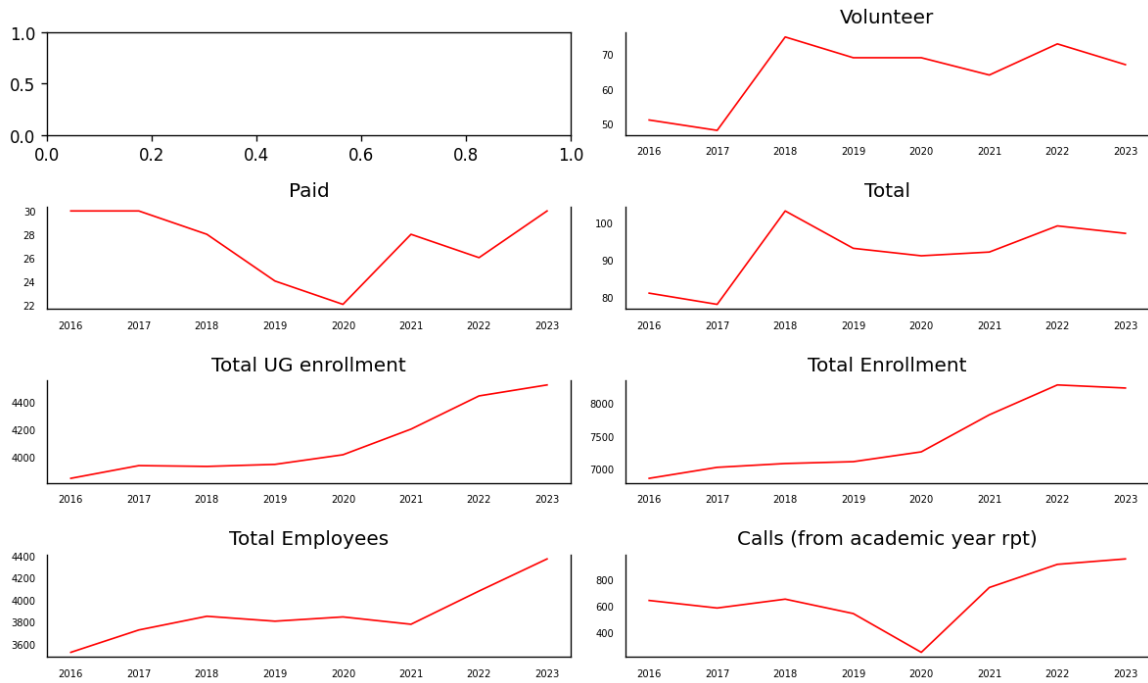 1.0
0.5
0.0
0.0 0.2 0.4 0.6 0.8 1.0
Volunteer
70
60
50
2016 2017 2018 2019 2020 2021 2022 2023
Paid
30
28
26
24
22
2016 2017 2018 2019 2020 2021 2022 2023
Total
100
90
80
2016 2017 2018 2019 2020 2021 2022 2023
Total UG enrollment
4400
4200
4000
2016 2017 2018 2019 2020 2021 2022 2023
Total Enrollment
8000
7500
7000
2016 2017 2018 2019 2020 2021 2022 2023
Total Employees
4400
4200
4000
3800
3600
2016 2017 2018 2019 2020 2021 2022 2023
Calls (from academic year rpt)
800
600
400
2016 2017 2018 2019 2020 2021 2022 2023